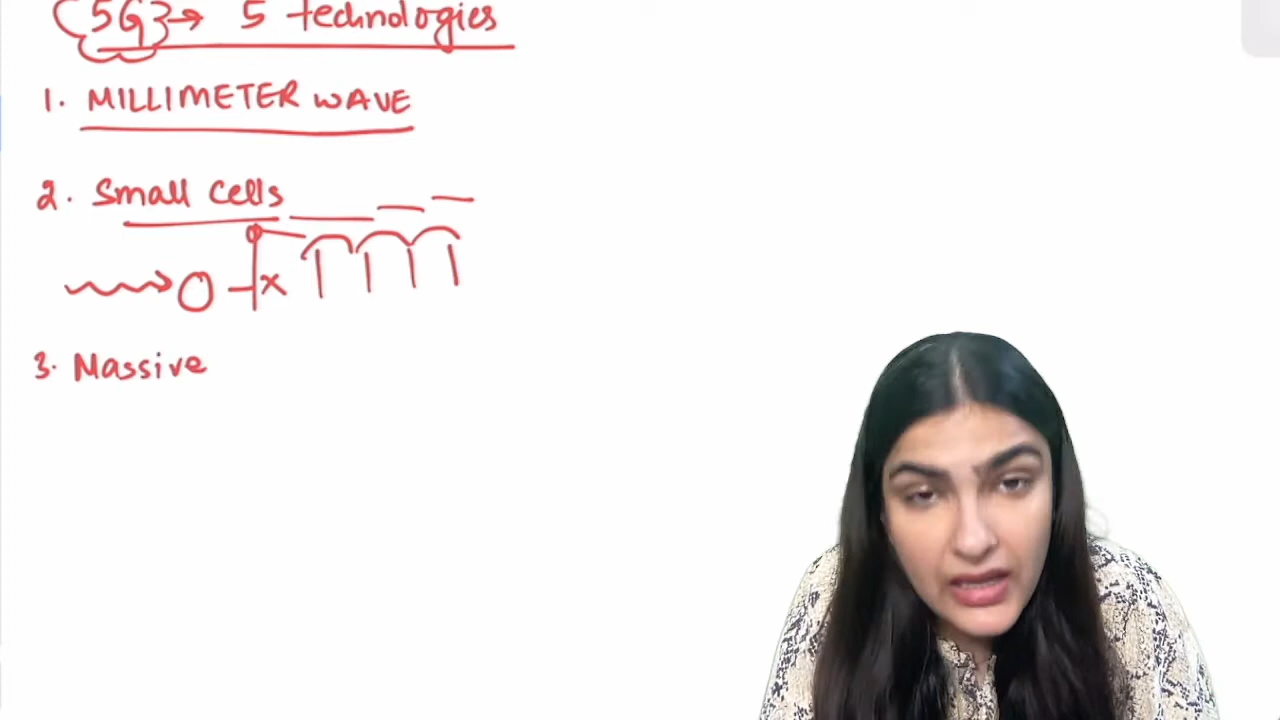 {5G} → 5 technologies
1. MILLIMETER WAVE
2. Small Cells
3. Massive